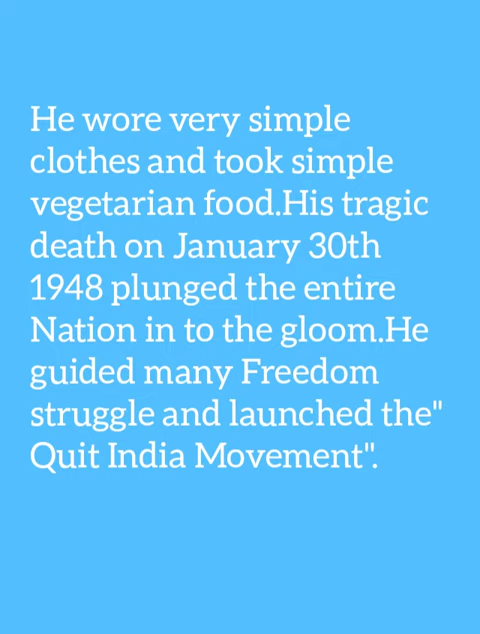 He wore very simple
clothes and took simple
vegetarian food.His tragic
death on January 30th
1948 plunged the entire
Nation in to the gloom.He
guided many Freedom
struggle and launched the"
Quit India Movement".